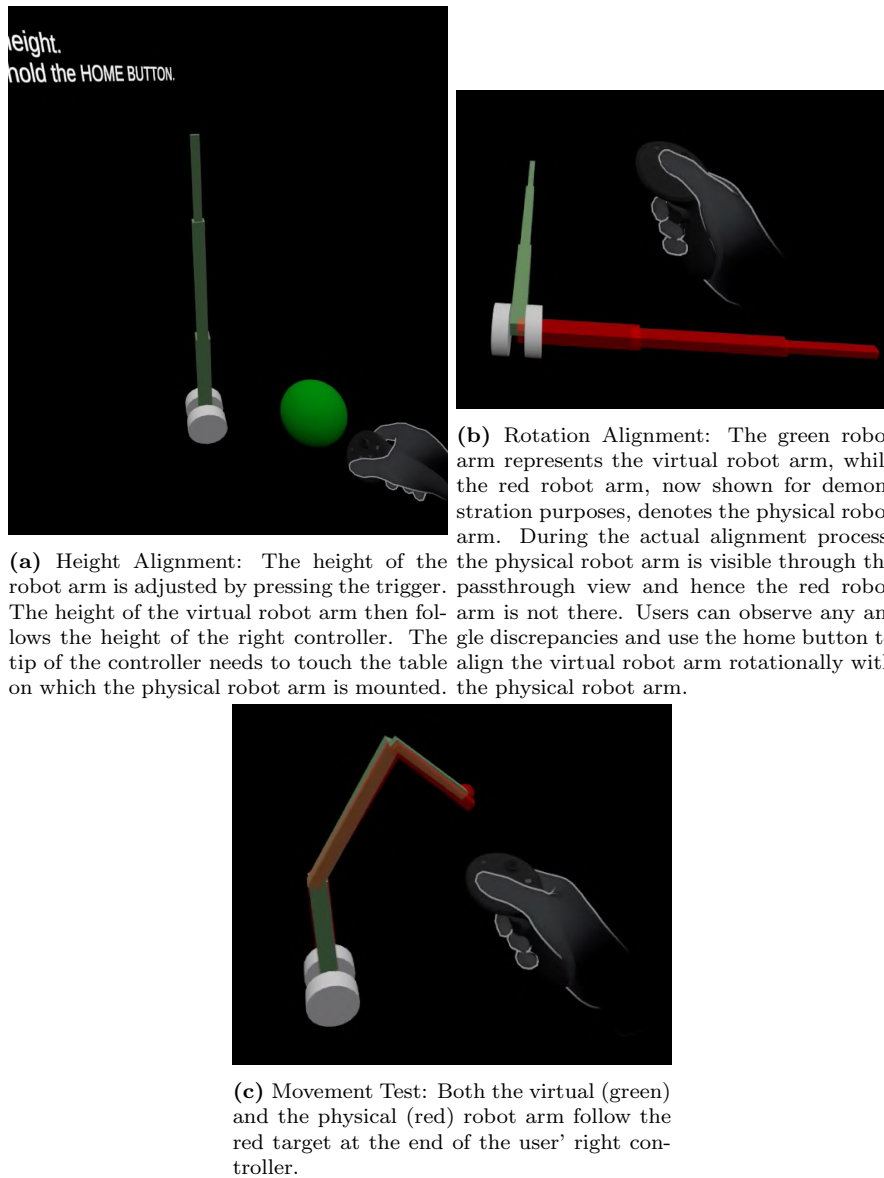 eight.
hold the HOME BUTTON.
(a) Height Alignment: The height of the
robot arm is adjusted by pressing the trigger.
The height of the virtual robot arm then fol-
lows the height of the right controller. The
tip of the controller needs to touch the table
on which the physical robot arm is mounted.
(b) Rotation Alignment: The green robo
arm represents the virtual robot arm, whil
the red robot arm, now shown for demon
stration purposes, denotes the physical robo
arm. During the actual alignment process
the physical robot arm is visible through th
passthrough view and hence the red robo
arm is not there. Users can observe any an
gle discrepancies and use the home button t
align the virtual robot arm rotationally wit
the physical robot arm.
(c) Movement Test: Both the virtual (green)
and the physical (red) robot arm follow the
red target at the end of the user' right con-
troller.